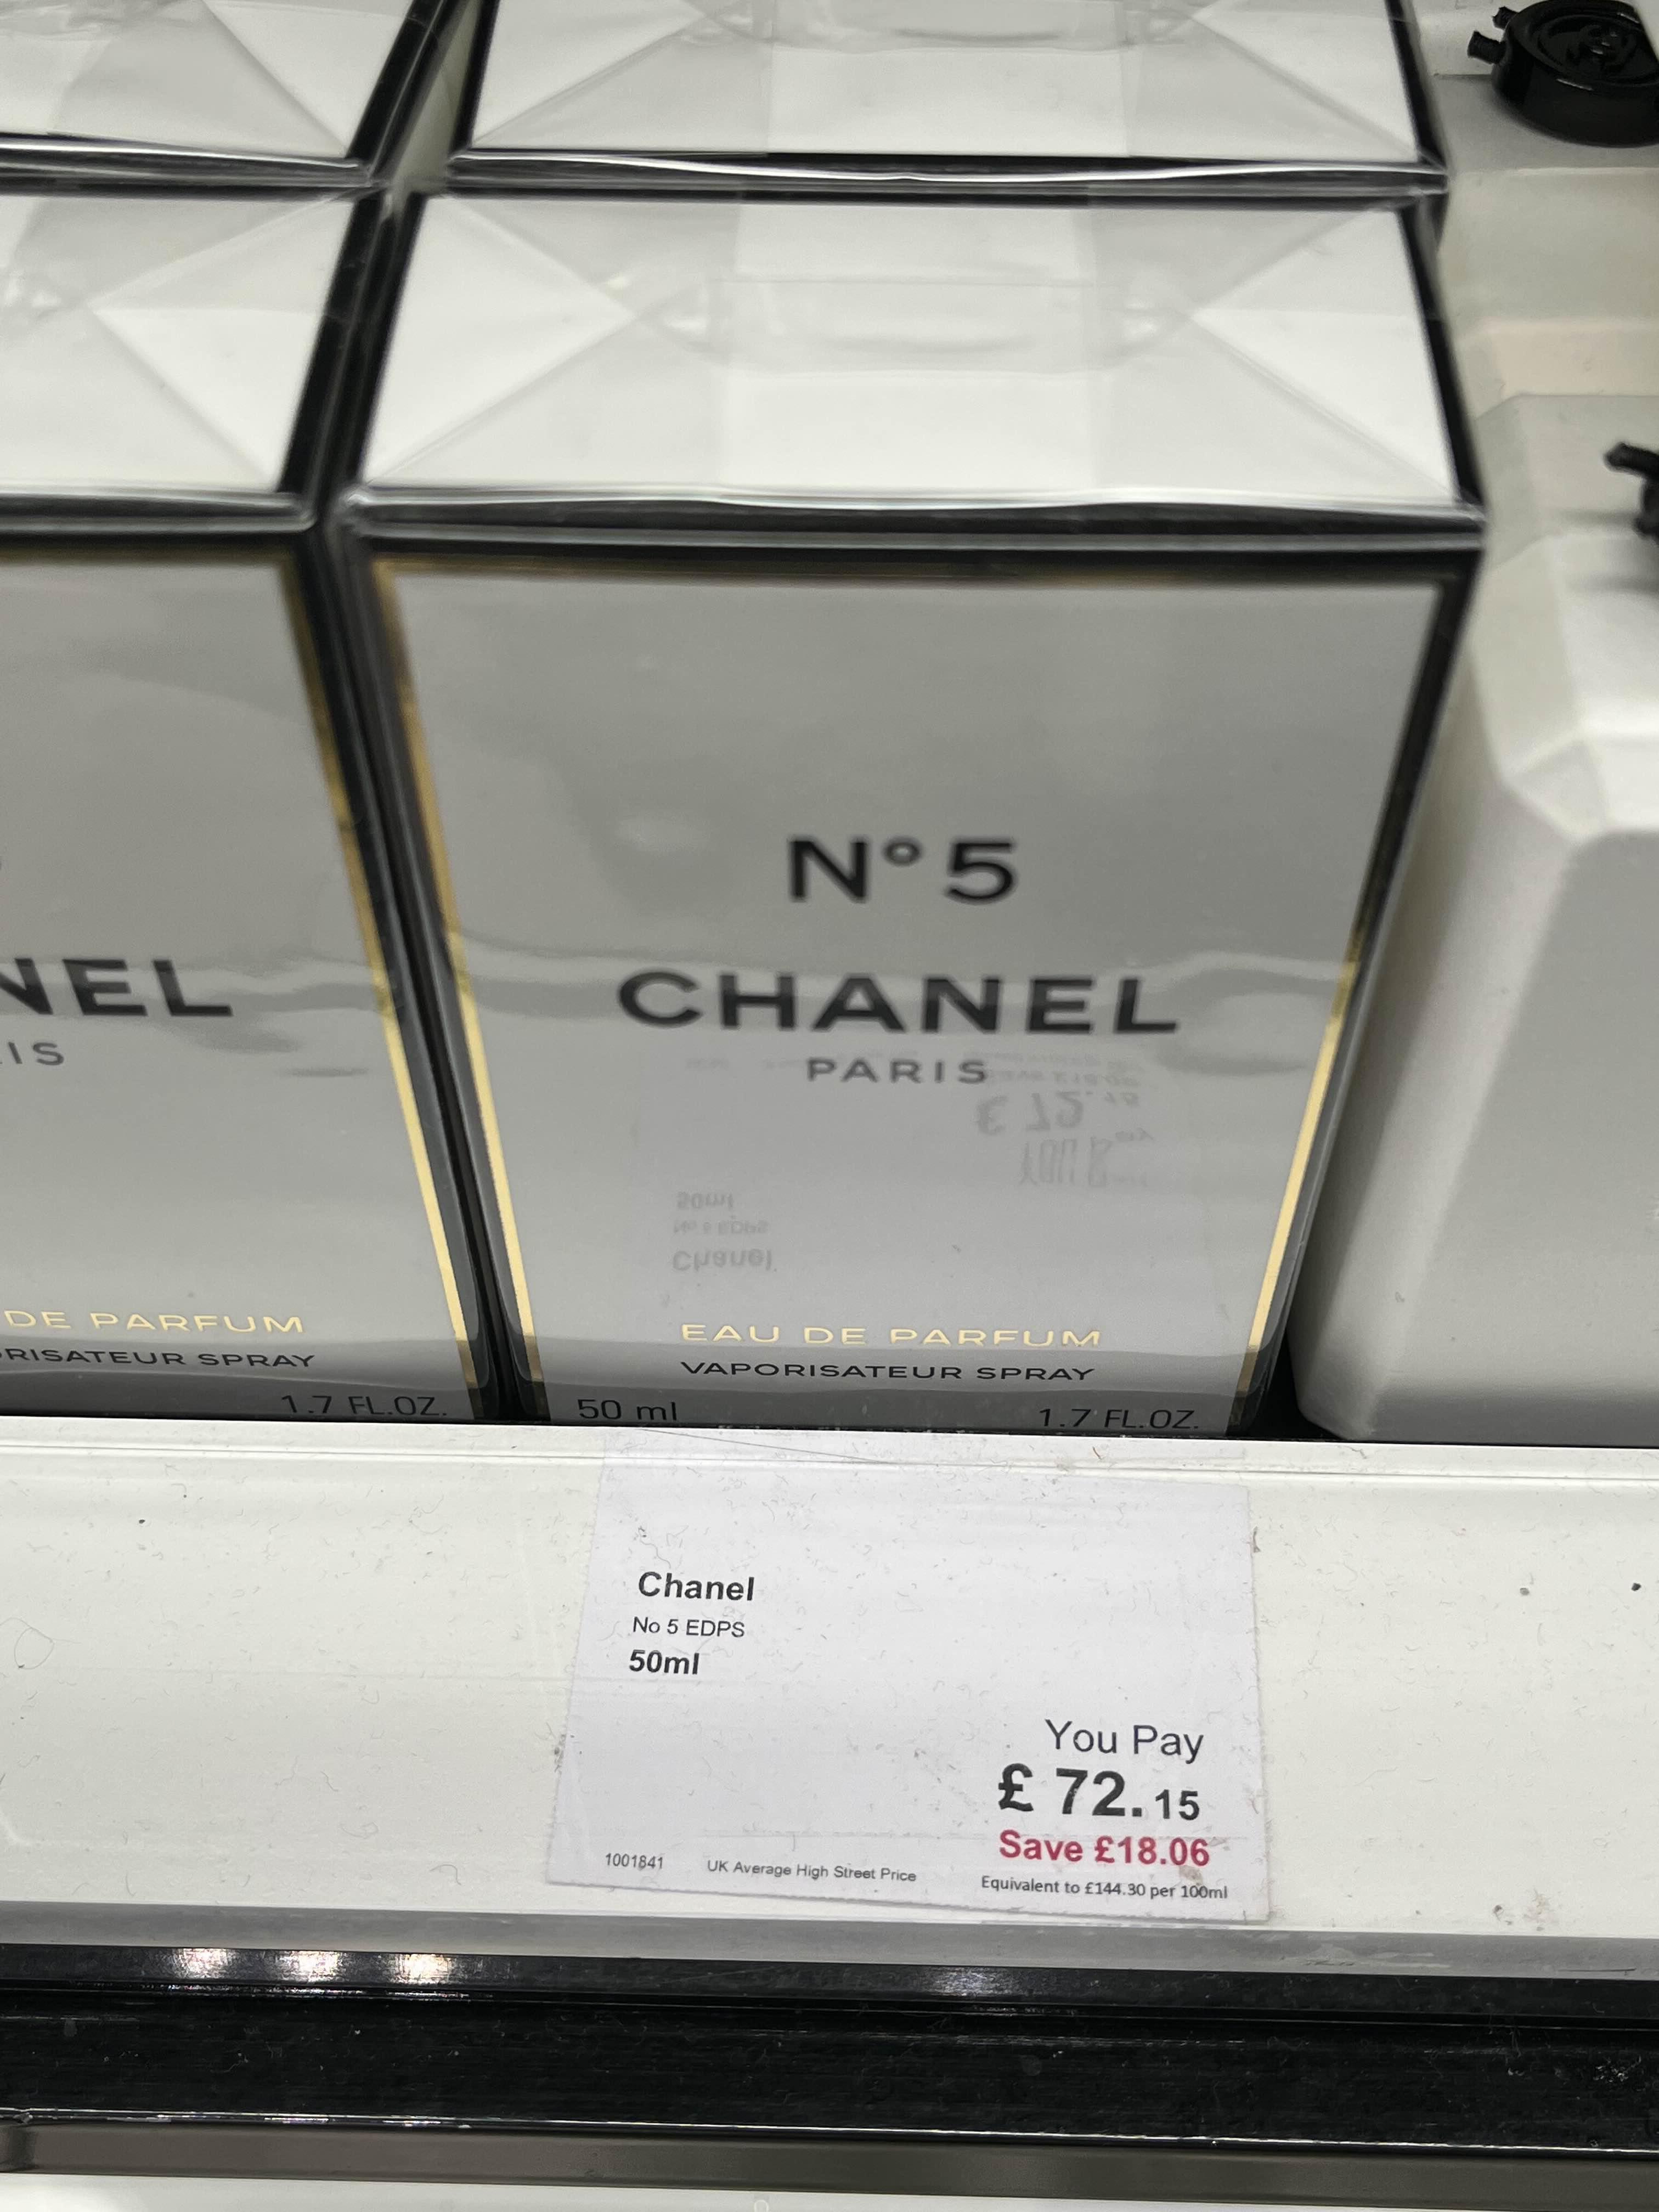 N°5
CHANEL
PARIS
EAU DE PARFUM
VAPORISATEUR SPRAY
50 ml 1.7 FL.OZ.
NEL
IS
DE PARFUM
RISATEUR SPRAY
1.7 FL.OZ.
Chanel
No 5 EDPS
50ml
You Pay
£ 72.15
Save £18.06
1001841 UK Average High Street Price
Equivalent to £144.30 per 100ml